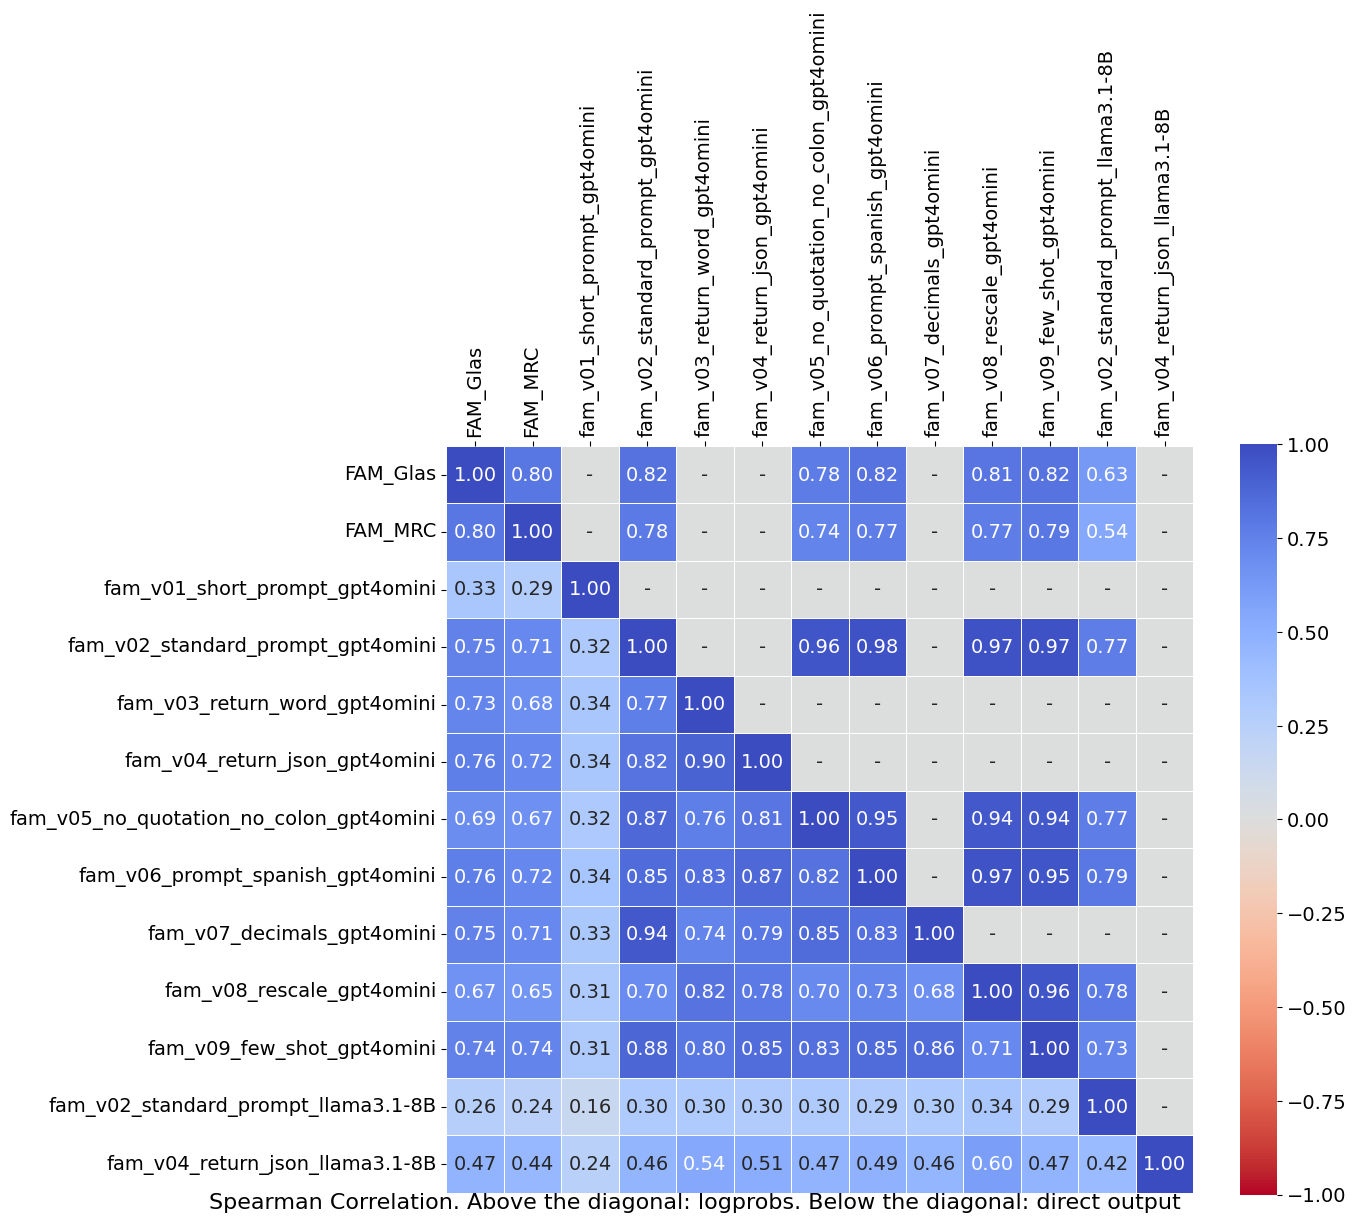 FAM_Glas
FAM_MRC
fam_v01_short_prompt_gpt4omini
fam_v02_standard_prompt_gpt4omini
fam_v03_return_word_gpt4omini
fam_v04_return_json_gpt4omini
fam_v05_no_quotation_no_colon_gpt4omini
fam_v06_prompt_spanish_gpt4omini
fam_v07_decimals_gpt4omini
fam_v08_rescale_gpt4omini
fam_v09_few_shot_gpt4omini
fam_v02_standard_prompt_llama3.1-8B
fam_v04_return_json_llama3.1-8B
FAM_Glas 1.00 0.80 - 0.82 - - 0.78 0.82 - 0.81 0.82 0.63 -
FAM_MRC 0.80 1.00 - 0.78 - - 0.74 0.77 - 0.77 0.79 0.54 -
fam_v01_short_prompt_gpt4omini 0.33 0.29 1.00 - - - - - - - - - -
fam_v02_standard_prompt_gpt4omini 0.75 0.71 0.32 1.00 - - 0.96 0.98 - 0.97 0.97 0.77 -
fam_v03_return_word_gpt4omini 0.73 0.68 0.34 0.77 1.00 - - - - - - - -
fam_v04_return_json_gpt4omini 0.76 0.72 0.34 0.82 0.90 1.00 - - - - - - -
fam_v05_no_quotation_no_colon_gpt4omini 0.69 0.67 0.32 0.87 0.76 0.81 1.00 0.95 - 0.94 0.94 0.77 -
fam_v06_prompt_spanish_gpt4omini 0.76 0.72 0.34 0.85 0.83 0.87 0.82 1.00 - 0.97 0.95 0.79 -
fam_v07_decimals_gpt4omini 0.75 0.71 0.33 0.94 0.74 0.79 0.85 0.83 1.00 - - - -
fam_v08_rescale_gpt4omini 0.67 0.65 0.31 0.70 0.82 0.78 0.70 0.73 0.68 1.00 0.96 0.78 -
fam_v09_few_shot_gpt4omini 0.74 0.74 0.31 0.88 0.80 0.85 0.83 0.85 0.86 0.71 1.00 0.73 -
fam_v02_standard_prompt_llama3.1-8B 0.26 0.24 0.16 0.30 0.30 0.30 0.30 0.29 0.30 0.34 0.29 1.00 -
fam_v04_return_json_llama3.1-8B 0.47 0.44 0.24 0.46 0.54 0.51 0.47 0.49 0.46 0.60 0.47 0.42 1.00
1.00
0.75
0.50
0.25
0.00
−0.25
−0.50
−0.75
−1.00
Spearman Correlation. Above the diagonal: logprobs. Below the diagonal: direct output